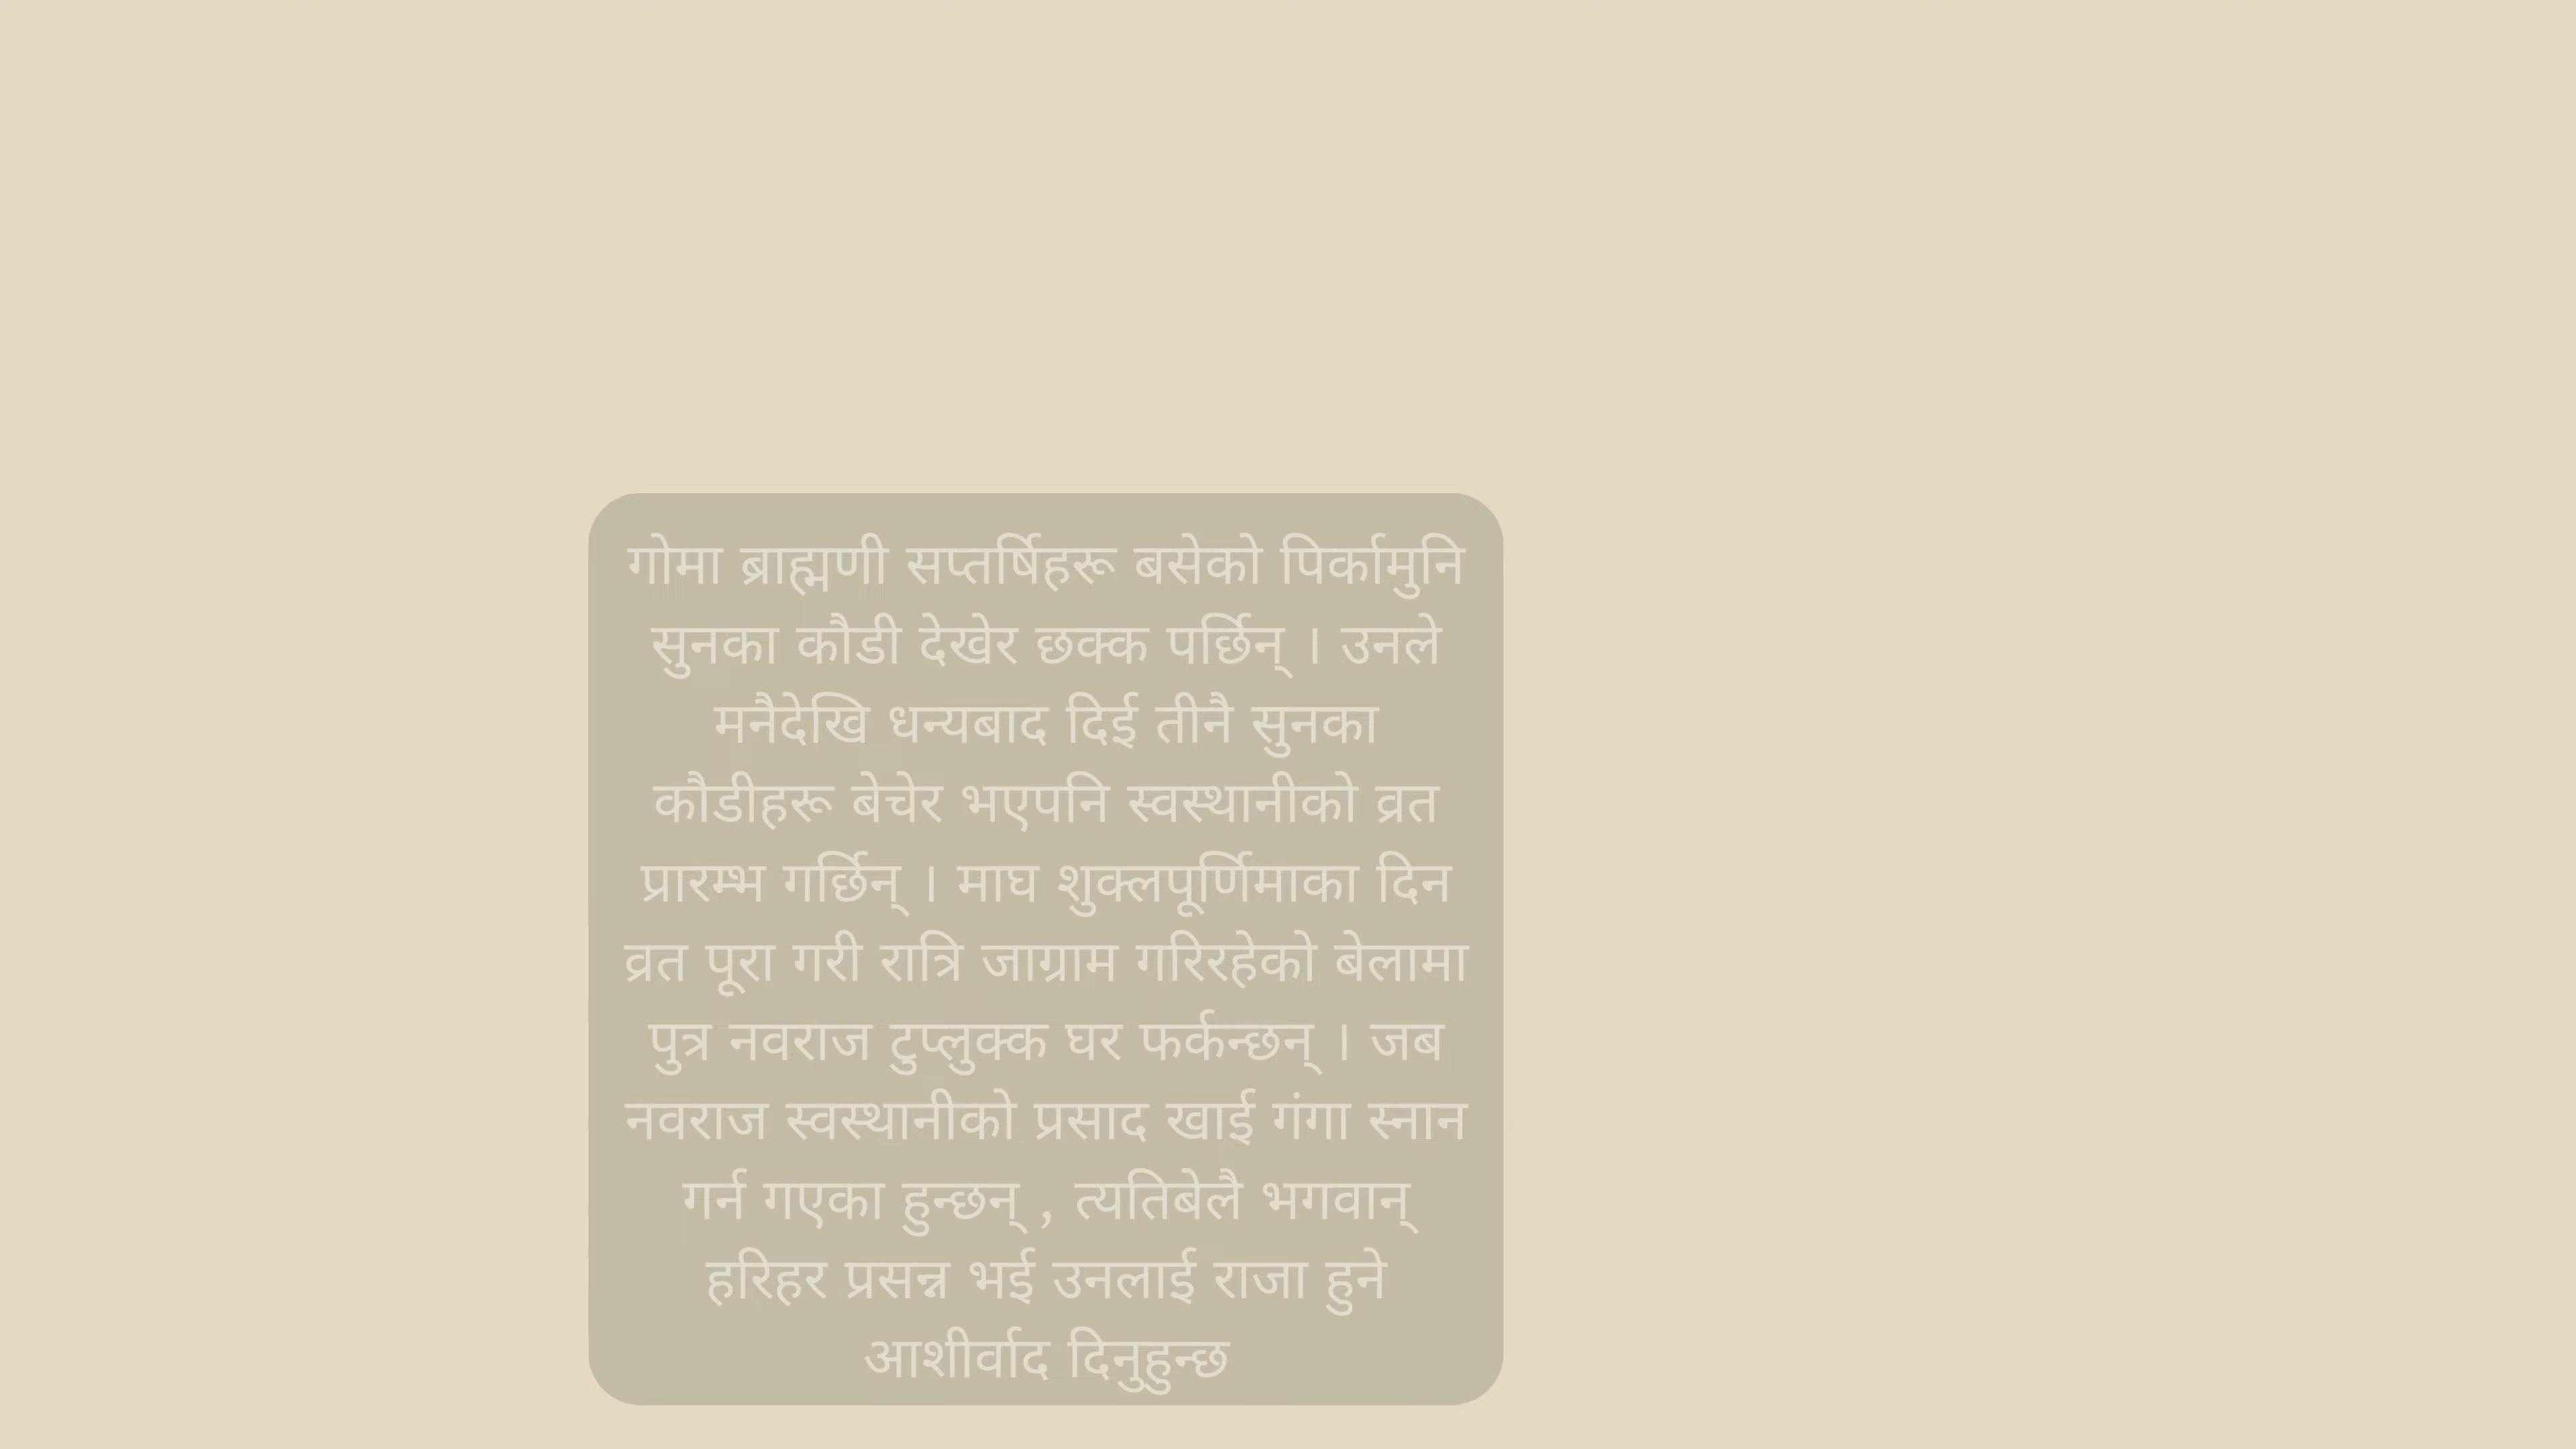 गोमा ब्राह्मणी सप्तर्षिहरू बसेको पिर्कामुनि
सुनका कौडी देखेर छक्क पर्छिन् । उनले
मनैदेखि धन्यबाद दिई तीनै सुनका
कौडीहरू बेचेर भएपनि स्वस्थानीको व्रत
प्रारम्भ गर्छिन् । माघ शुक्लपूर्णिमाका दिन
व्रत पूरा गरी रात्रि जाग्राम गरिरहेको बेलामा
पुत्र नवराज टुप्लुक्क घर फर्कन्छन् । जब
नवराज स्वस्थानीको प्रसाद खाई गंगा स्नान
गर्न गएका हुन्छन् , त्यतिबेलै भगवान्
हरिहर प्रसन्न भई उनलाई राजा हुने
आशीर्वाद दिनुहुन्छ